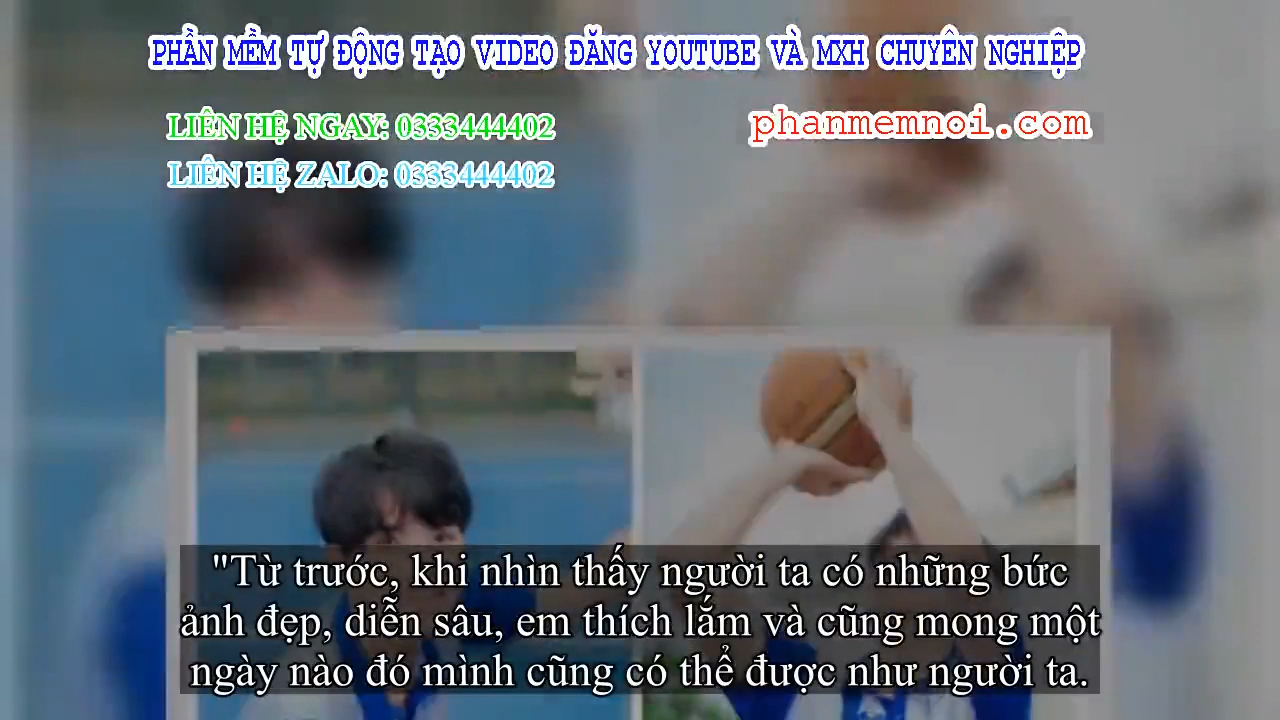 PHẦN MỀM TỰ ĐỘNG TẠO VIDEO ĐĂNG YOUTUBE VÀ MXH CHUYÊN NGHIỆP
LIÊN HỆ NGAY: 0333444402
phanmemnoi.com
LIÊN HỆ ZALO: 0333444402
"Từ trước, khi nhìn thấy người ta có những bức
ảnh đẹp, diễn sâu, em thích lắm và cũng mong một
ngày nào đó mình cũng có thể được như người ta.